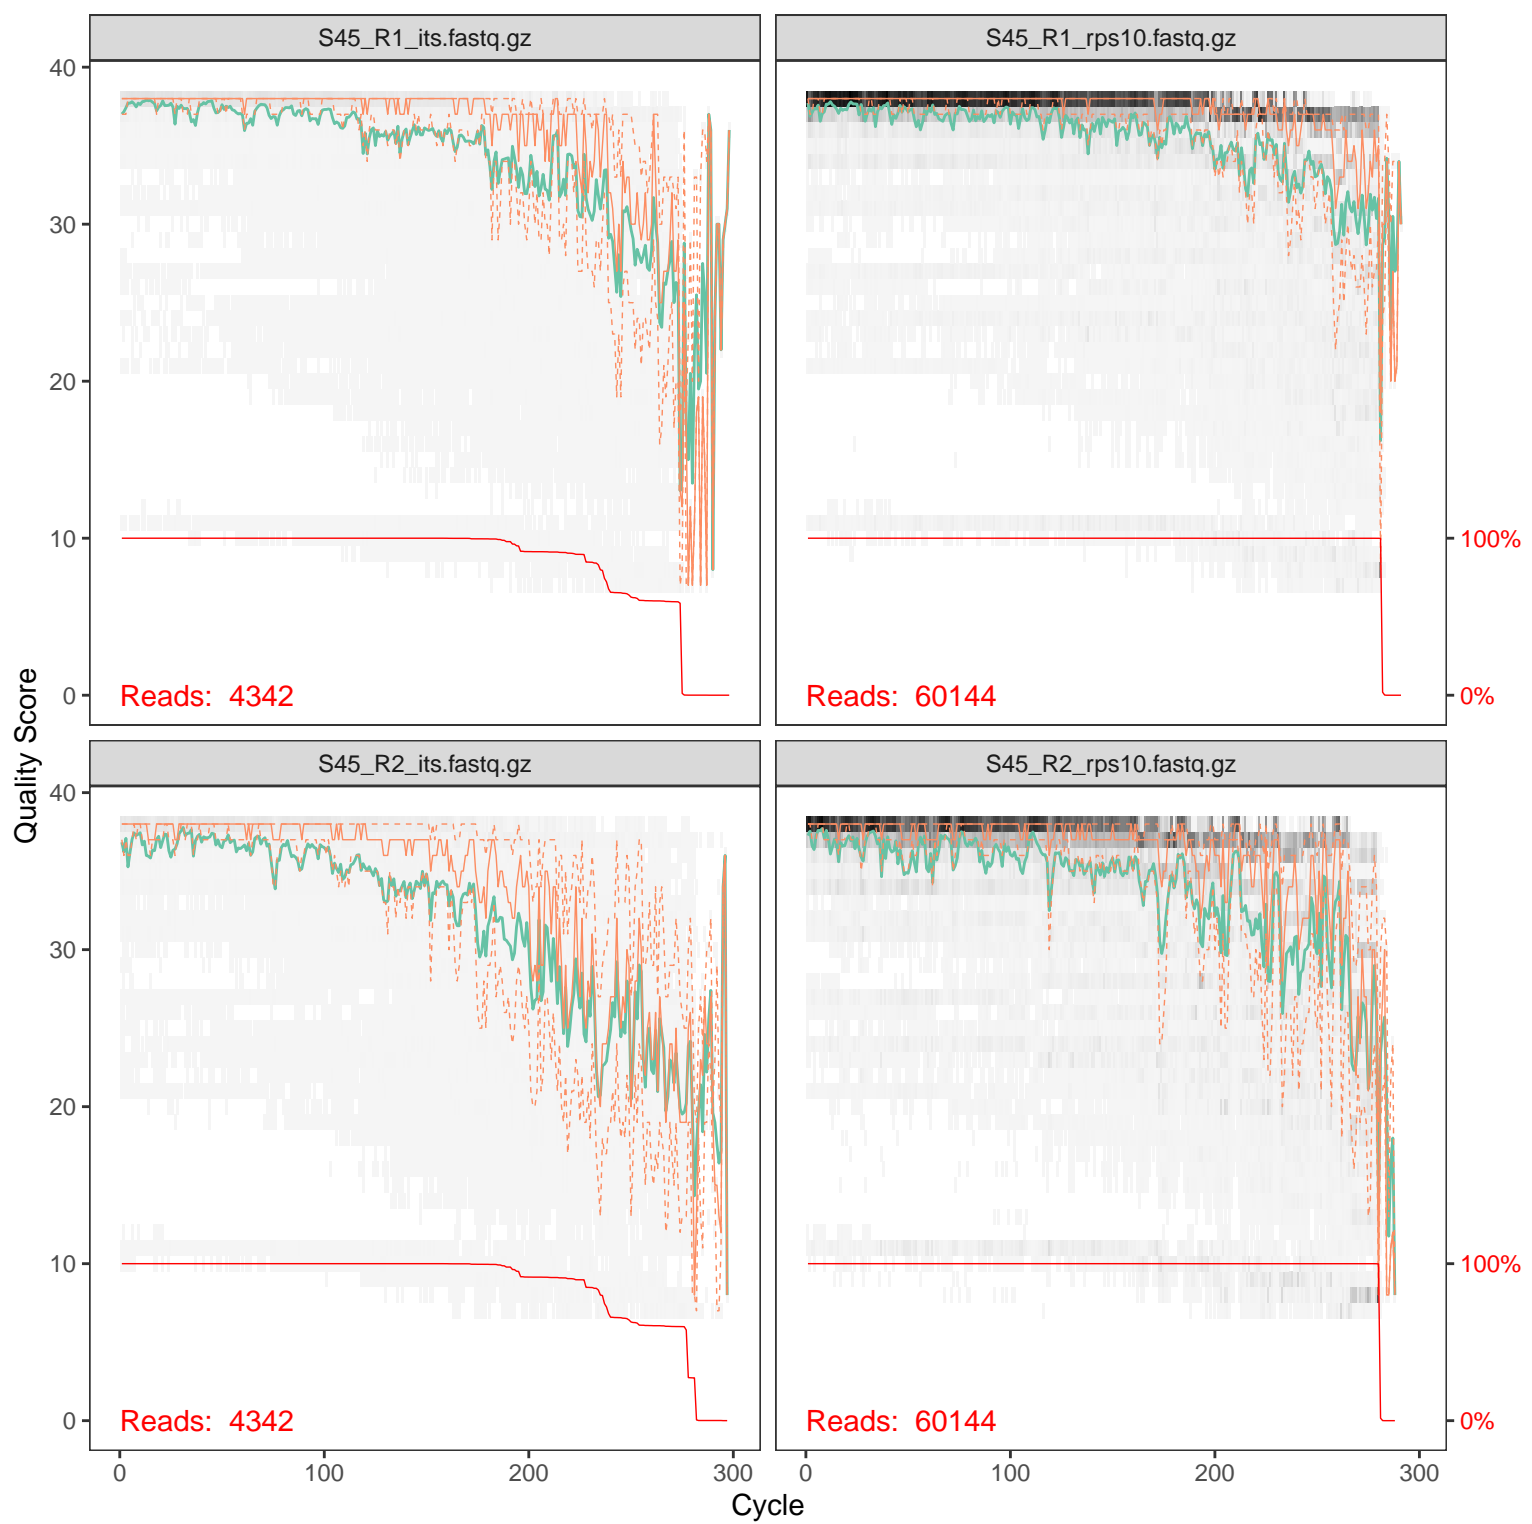 S45_R1_its.fastq.gz
S45_R1_rps10.fastq.gz
40
30
20
10
0
Reads: 4342
Reads: 60144
100%
0%
Quality Score
S45_R2_its.fastq.gz
S45_R2_rps10.fastq.gz
40
30
20
10
0
Reads: 4342
Reads: 60144
100%
0%
0 100 200 300
0 100 200 300
Cycle